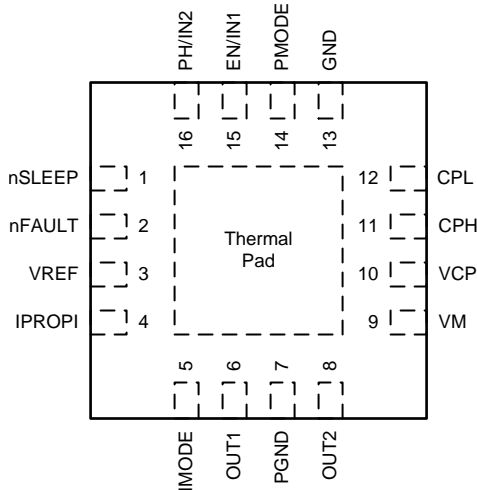 PH/IN2
EN/IN1
PMODE
GND
16
15
14
13
nSLEEP 1
12 CPL
nFAULT 2
11 CPH
VREF 3
10 VCP
IPROPI 4
9 VM
Thermal
Pad
5
6
7
8
IMODE
OUT1
PGND
OUT2